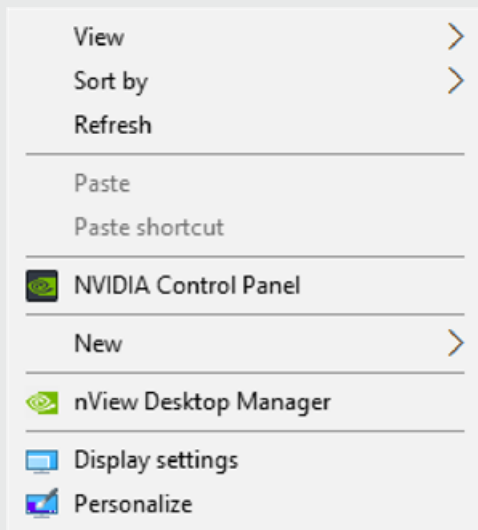 View
Sort by
Refresh
Paste
Paste shortcut
NVIDIA Control Panel
New
nView Desktop Manager
Display settings
Personalize